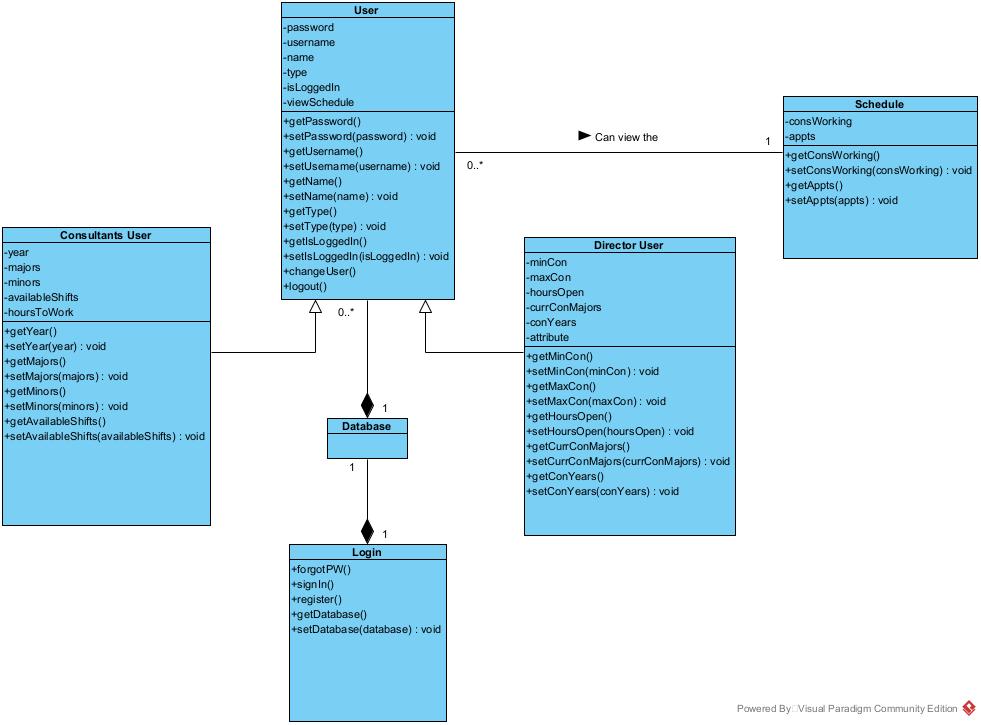 User
-password
-username
-name
-type
-isLoggedIn
-viewSchedule
+getPassword()
+setPassword(password) : void
+getUsername()
+setUsername(username) : void
+getName()
+setName(name) : void
+getType()
+setType(type) : void
+getIsLoggedIn()
+setIsLoggedIn(isLoggedIn) : void
+changeUser()
+logout()
Can view the
0..*
1
Schedule
-consWorking
-appts
+getConsWorking()
+setConsWorking(consWorking) : void
+getAppts()
+setAppts(appts) : void
Consultants User
-year
-majors
-minors
-availableShifts
-hoursToWork
+getYear()
+setYear(year) : void
+getMajors()
+setMajors(majors) : void
+getMinors()
+setMinors(minors) : void
+getAvailableShifts()
+setAvailableShifts(availableShifts) : void
Director User
-minCon
-maxCon
-hoursOpen
-currConMajors
-conYears
-attribute
+getMinCon()
+setMinCon(minCon) : void
+getMaxCon()
+setMaxCon(maxCon) : void
+getHoursOpen()
+setHoursOpen(hoursOpen) : void
+getCurrConMajors()
+setCurrConMajors(currConMajors) : void
+getConYears()
+setConYears(conYears) : void
0..*
1
Database
1
1
Login
+forgotPW()
+signIn()
+register()
+getDatabase()
+setDatabase(database) : void
Powered By Visual Paradigm Community Edition